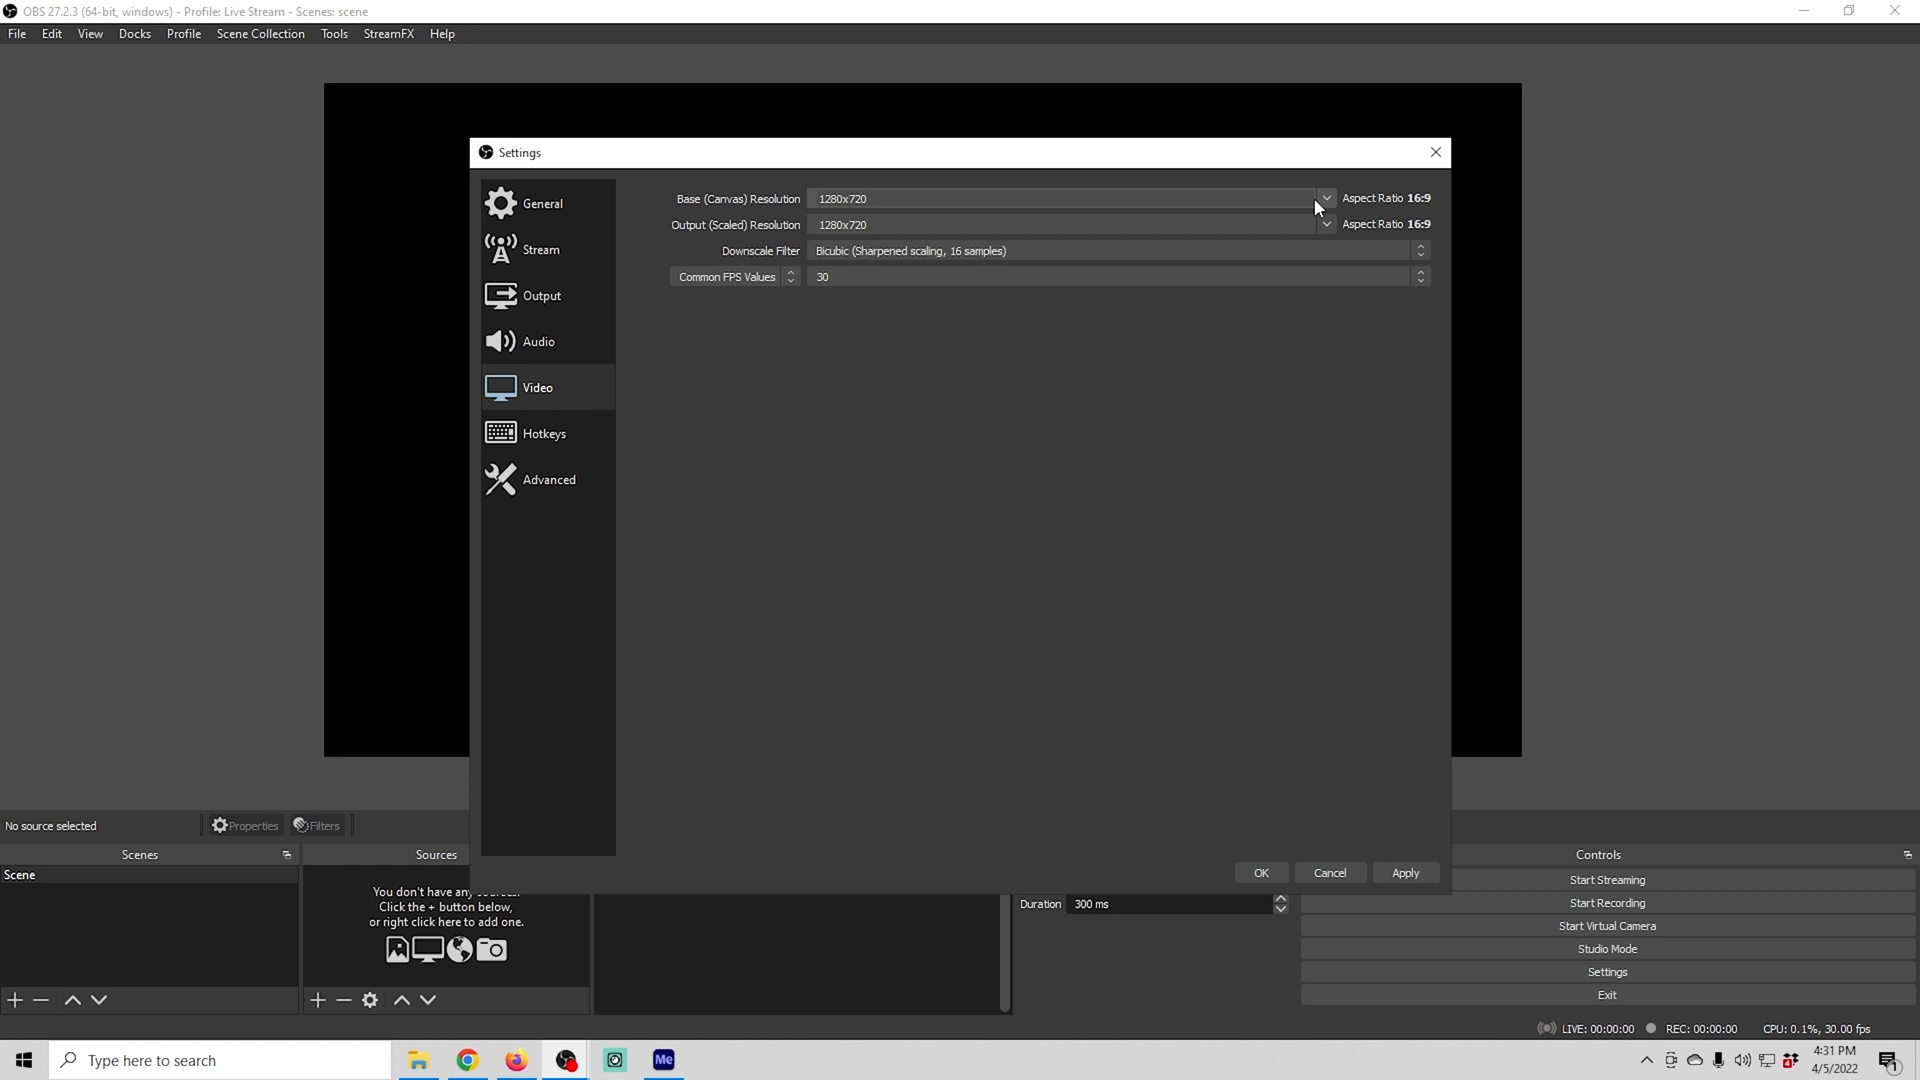 OBS 27.2.3 (64-bit, windows) - Profile: Live Stream - Scenes: scene
File Edit View Docks Profile Scene Collection Tools StreamFX Help
Settings
General
Stream
Output
Audio
Video
Hotkeys
Advanced
Base (Canvas) Resolution 1280x720 Aspect Ratio 16:9
Output (Scaled) Resolution 1280x720 Aspect Ratio 16:9
Downscale Filter Bicubic (Sharpened scaling, 16 samples)
Common FPS Values 30
OK Cancel Apply
No source selected Properties Filters
Scenes
Scene
Sources
You don't have any
Click the + button below,
or right click here to add one.
Duration 300 ms
Controls
Start Streaming
Start Recording
Start Virtual Camera
Studio Mode
Settings
Exit
LIVE: 00:00:00 REC: 00:00:00 CPU: 0.1%, 30.00 fps
Type here to search
Me
4:31 PM
4/5/2022
1